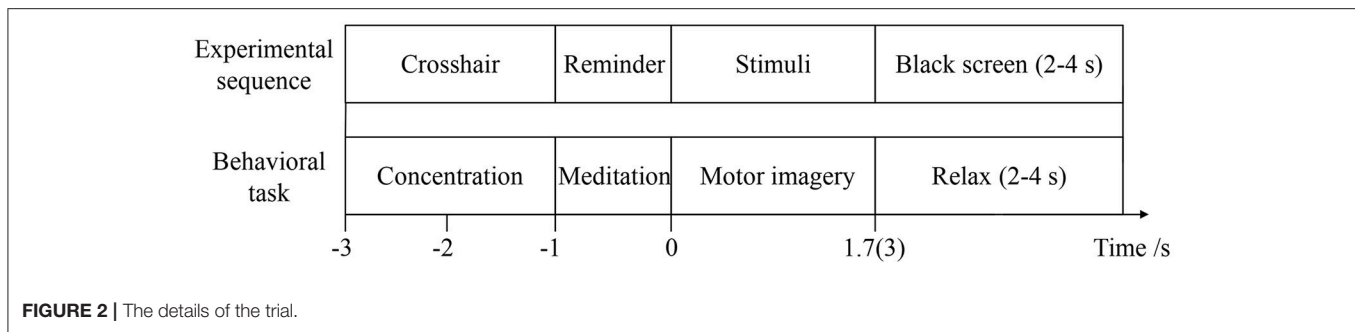 Experimental
sequence
Crosshair
Reminder
Stimuli
Black screen (2-4 s)
Behavioral
task
Concentration
Meditation
Motor imagery
Relax (2-4 s)
-3
-2
-1
0
1.7(3)
Time /s
FIGURE 2 | The details of the trial.